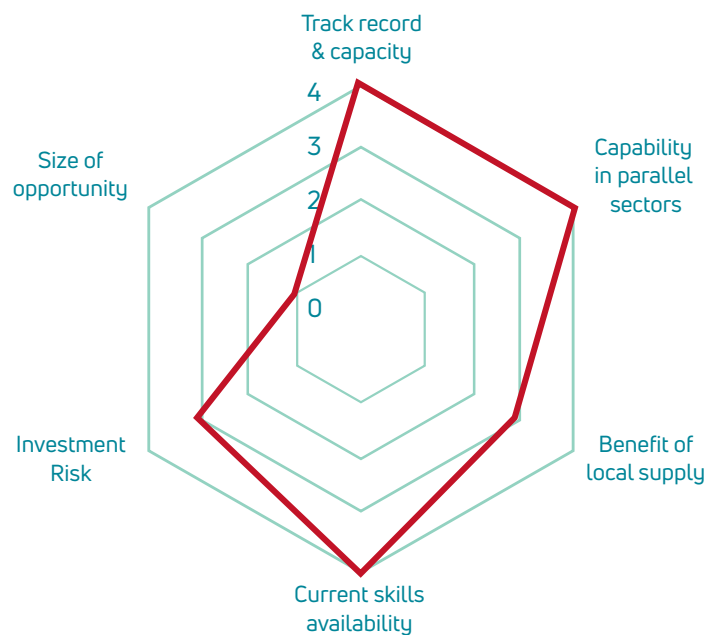 Track record
& capacity
4
3
2
1
0
Size of
opportunity
Capability
in parallel
sectors
Investment
Risk
Benefit of
local supply
Current skills
availability